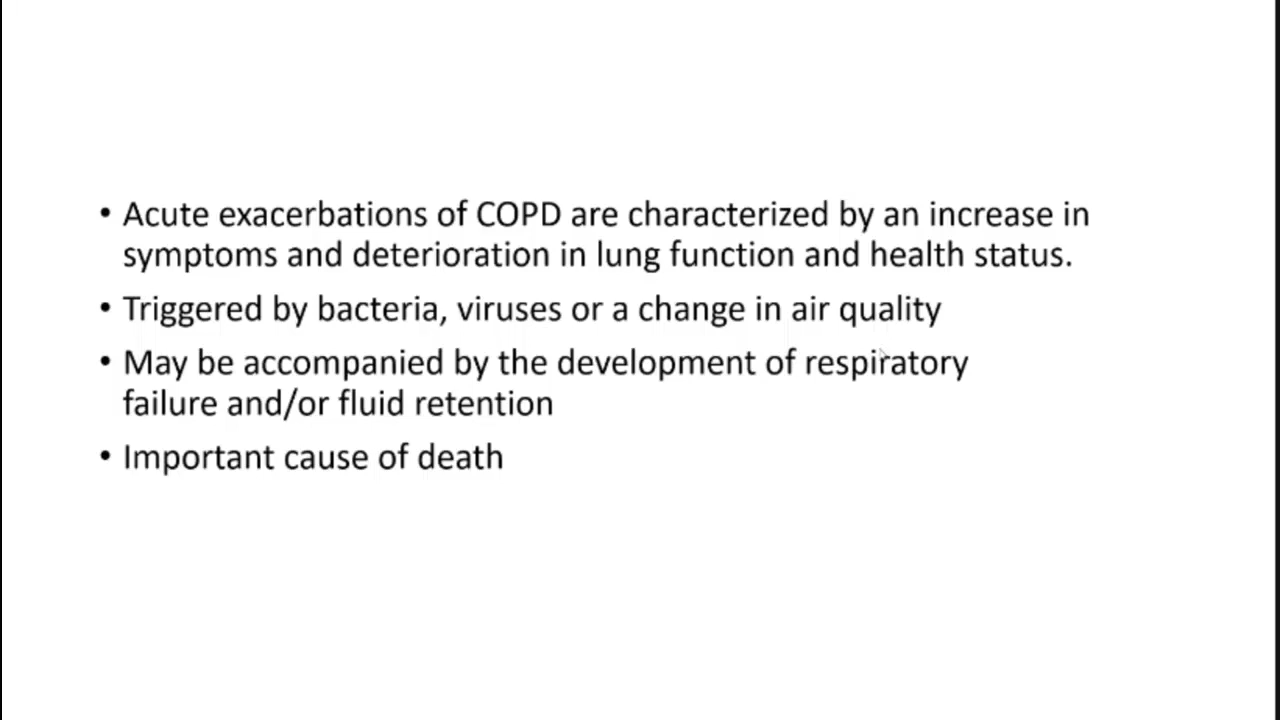 • Acute exacerbations of COPD are characterized by an increase in
symptoms and deterioration in lung function and health status.
• Triggered by bacteria, viruses or a change in air quality
• May be accompanied by the development of respiratory
failure and/or fluid retention
• Important cause of death